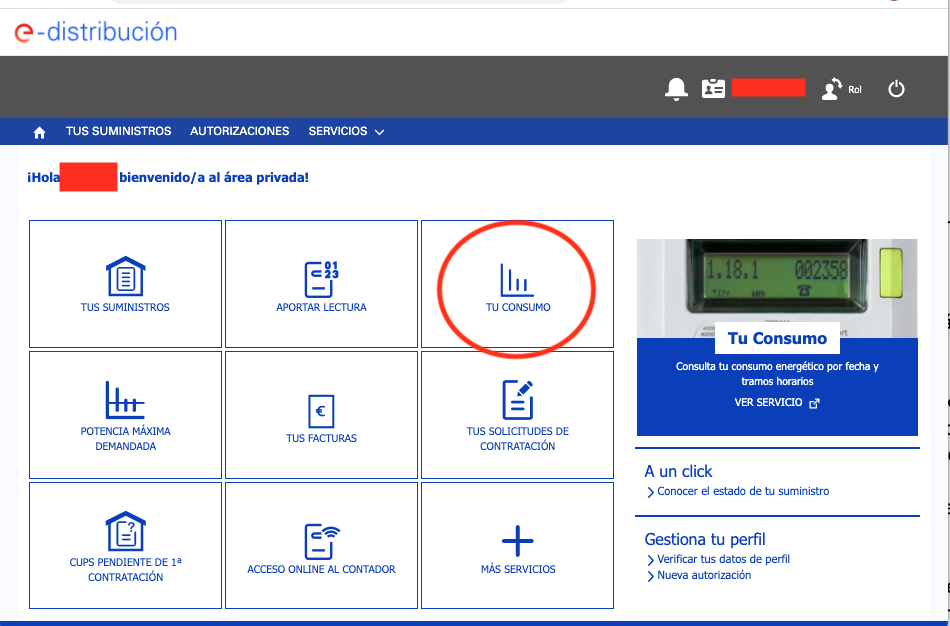 e-distribución
Rol
TUS SUMINISTROS AUTORIZACIONES SERVICIOS
¡Hola bienvenido/a al área privada!
TUS SUMINISTROS
0123
APORTAR LECTURA
TU CONSUMO
POTENCIA MÁXIMA
DEMANDADA
€
TUS FACTURAS
TUS SOLICITUDES DE
CONTRATACIÓN
?
CUPS PENDIENTE DE 1ª
CONTRATACIÓN
ACCESO ONLINE AL CONTADOR
MÁS SERVICIOS
1.18.1 002358
Tu Consumo
Consulta tu consumo energético por fecha y
tramos horarios
VER SERVICIO
A un click
Conocer el estado de tu suministro
Gestiona tu perfil
Verificar tus datos de perfil
Nueva autorización